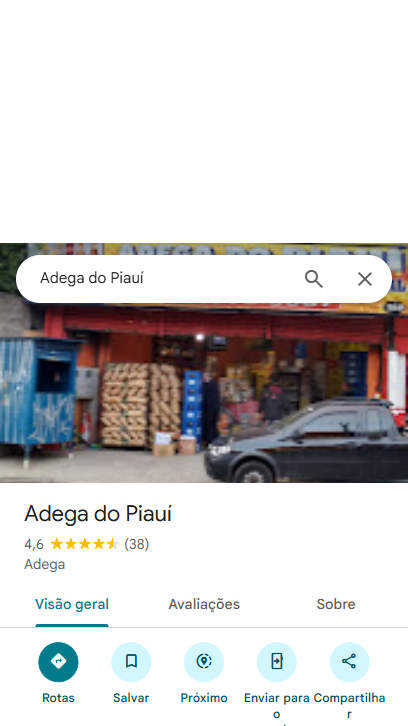 Adega do Piauí
Adega do Piauí
4,6 (38)
Adega
Visão geral Avaliações Sobre
Rotas Salvar Próximo Enviar para Compartilha
o r